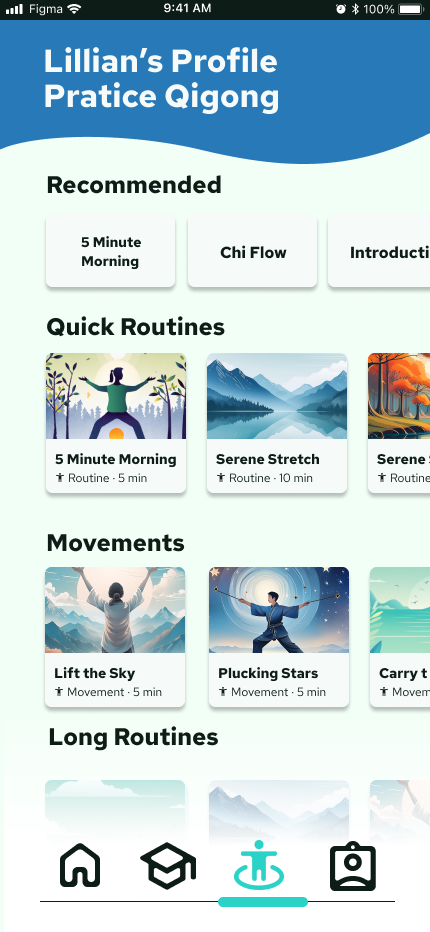 Figma 9:41 AM 100%
Lillian's Profile
Pratice Qigong
Recommended
5 Minute
Morning
Chi Flow
Introducti
Quick Routines
5 Minute Morning
Routine · 5 min
Serene Stretch
Routine · 10 min
Serene S
Routine
Movements
Lift the Sky
Movement · 5 min
Plucking Stars
Movement · 5 min
Carry t
Movem
Long Routines